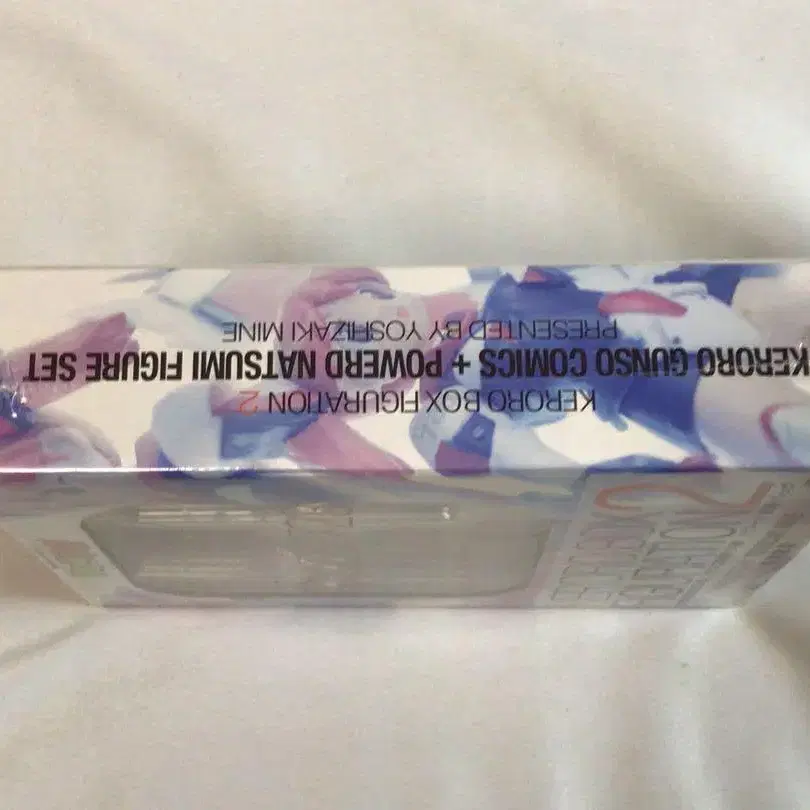 KERORO BOX FIGURATION 2
KERORO GUNSO COMICS + POWERD NATSUMI FIGURE SET
PRESENTED BY YOSHIZAKI MINE